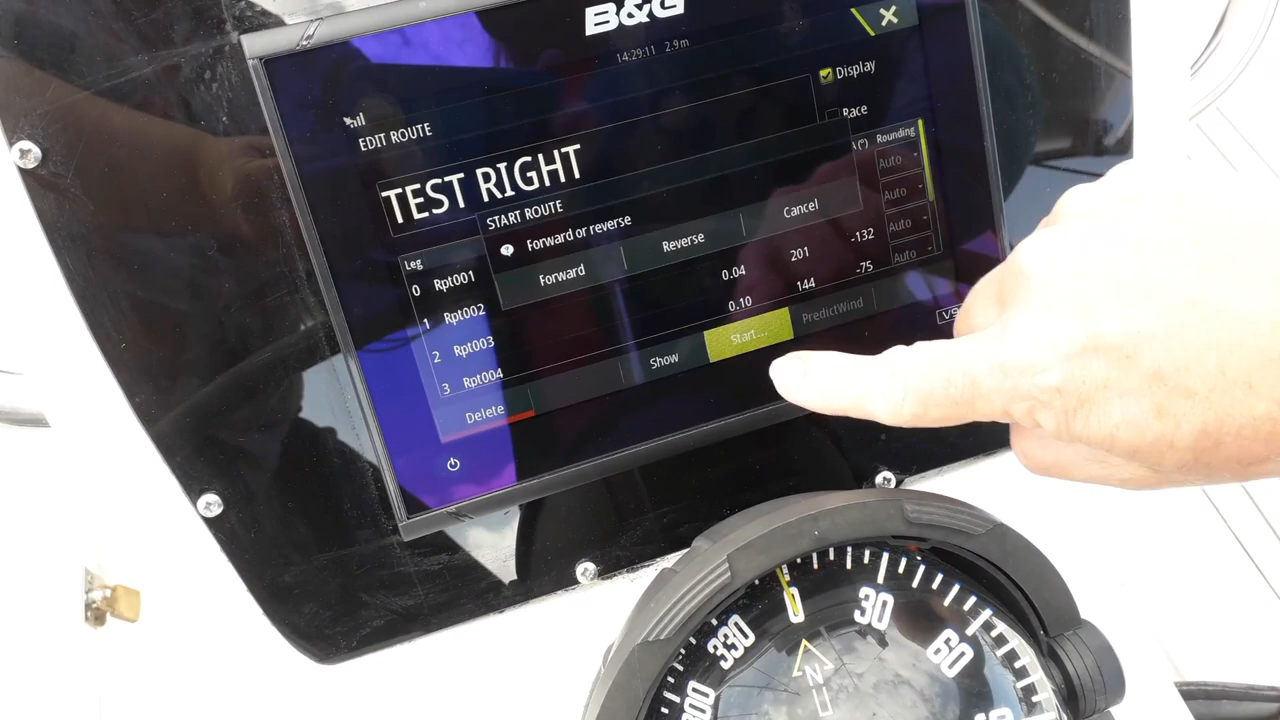 B&G
14:29:11 2.9 m
Display
EDIT ROUTE
Race
TEST RIGHT
(°) Rounding
START ROUTE
Forward or reverse
Forward Reverse Cancel
Leg
0 Rpt001 Auto
1 Rpt002 Auto
2 Rpt003 0.04 201 -132 Auto
3 Rpt004 0.10 144 -75 Auto
Delete Show Start... PredictWind
330 0 30 60
N